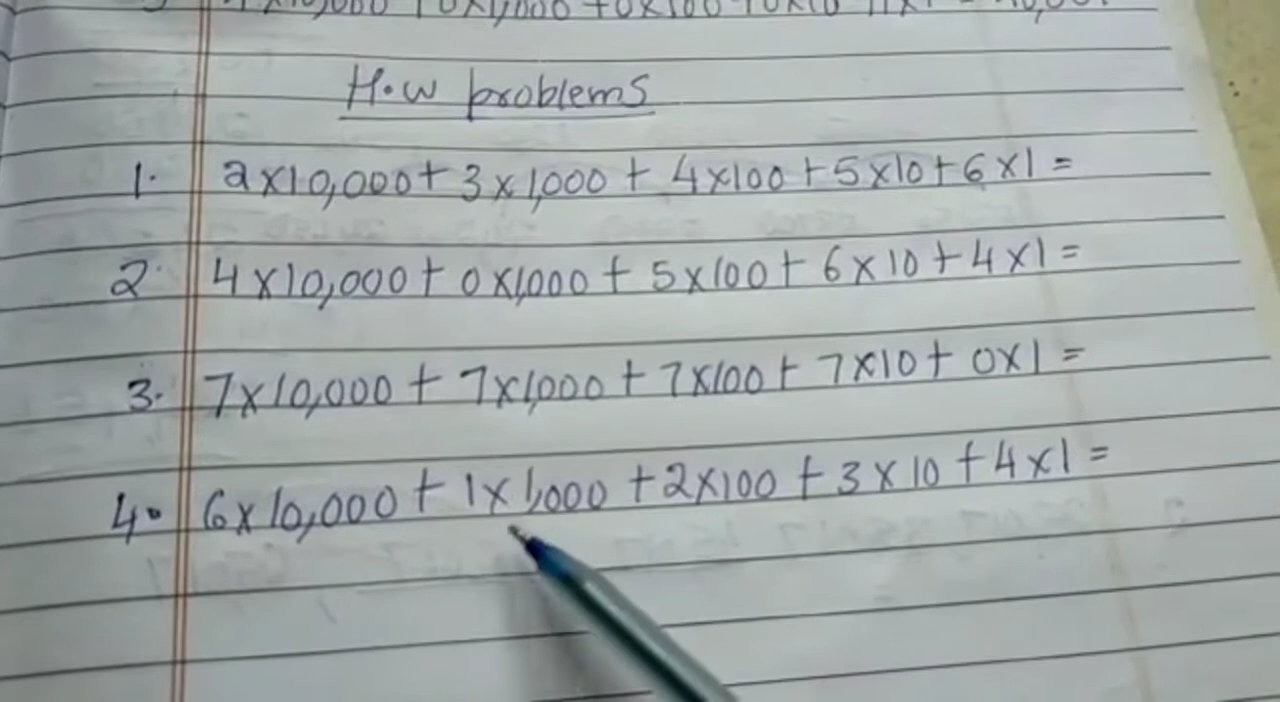 H.w problems
1. 2x10,000+ 3x1,000 + 4x100+5x10+6x1=
2. 4x10,000+ 0x1,000 + 5x100+ 6x10+4x1=
3. 7x10,000+ 7x1,000+7x100+ 7x10+ 0x1=
4. 6x10,000 + 1x1,000 +2x100 +3x10+4x1=